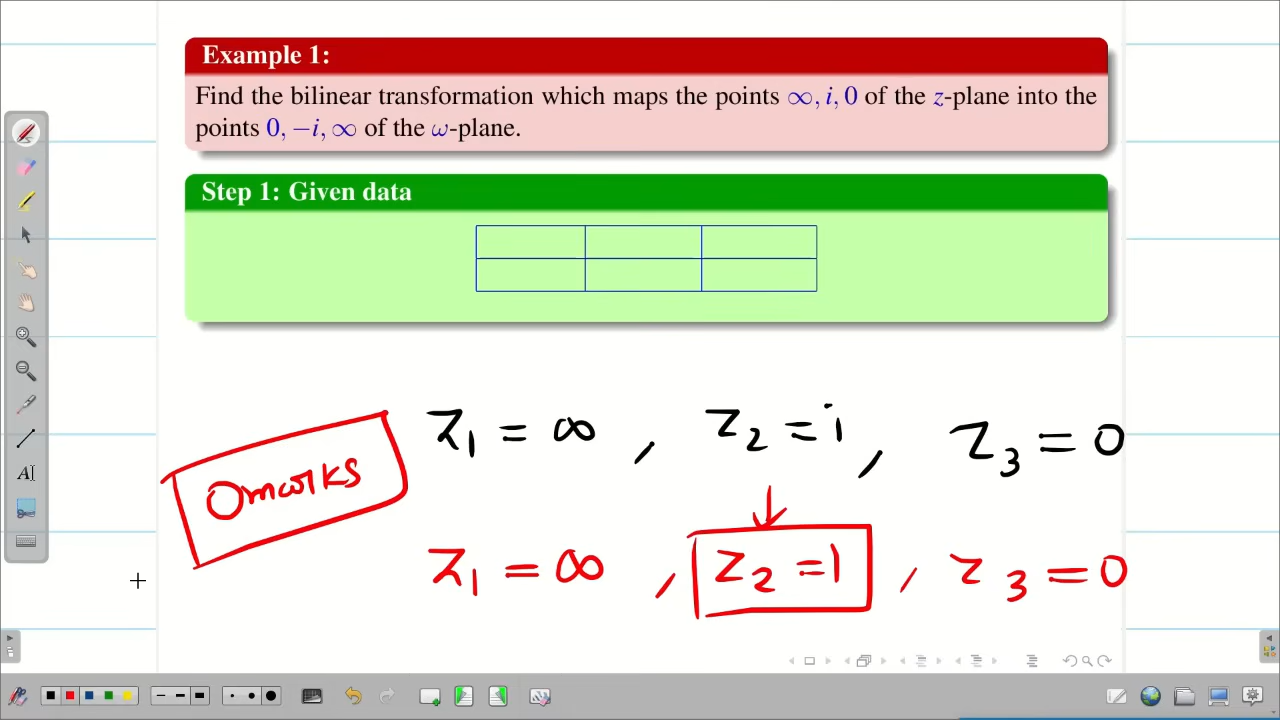 Example 1:
Find the bilinear transformation which maps the points ∞, i, 0 of the z-plane into the
points 0, −i, ∞ of the ω-plane.
Step 1: Given data
z₁ = ∞ , z₂ = i , z₃ = 0
0marks
z₁ = ∞ , z₂ = 1 , z₃ = 0